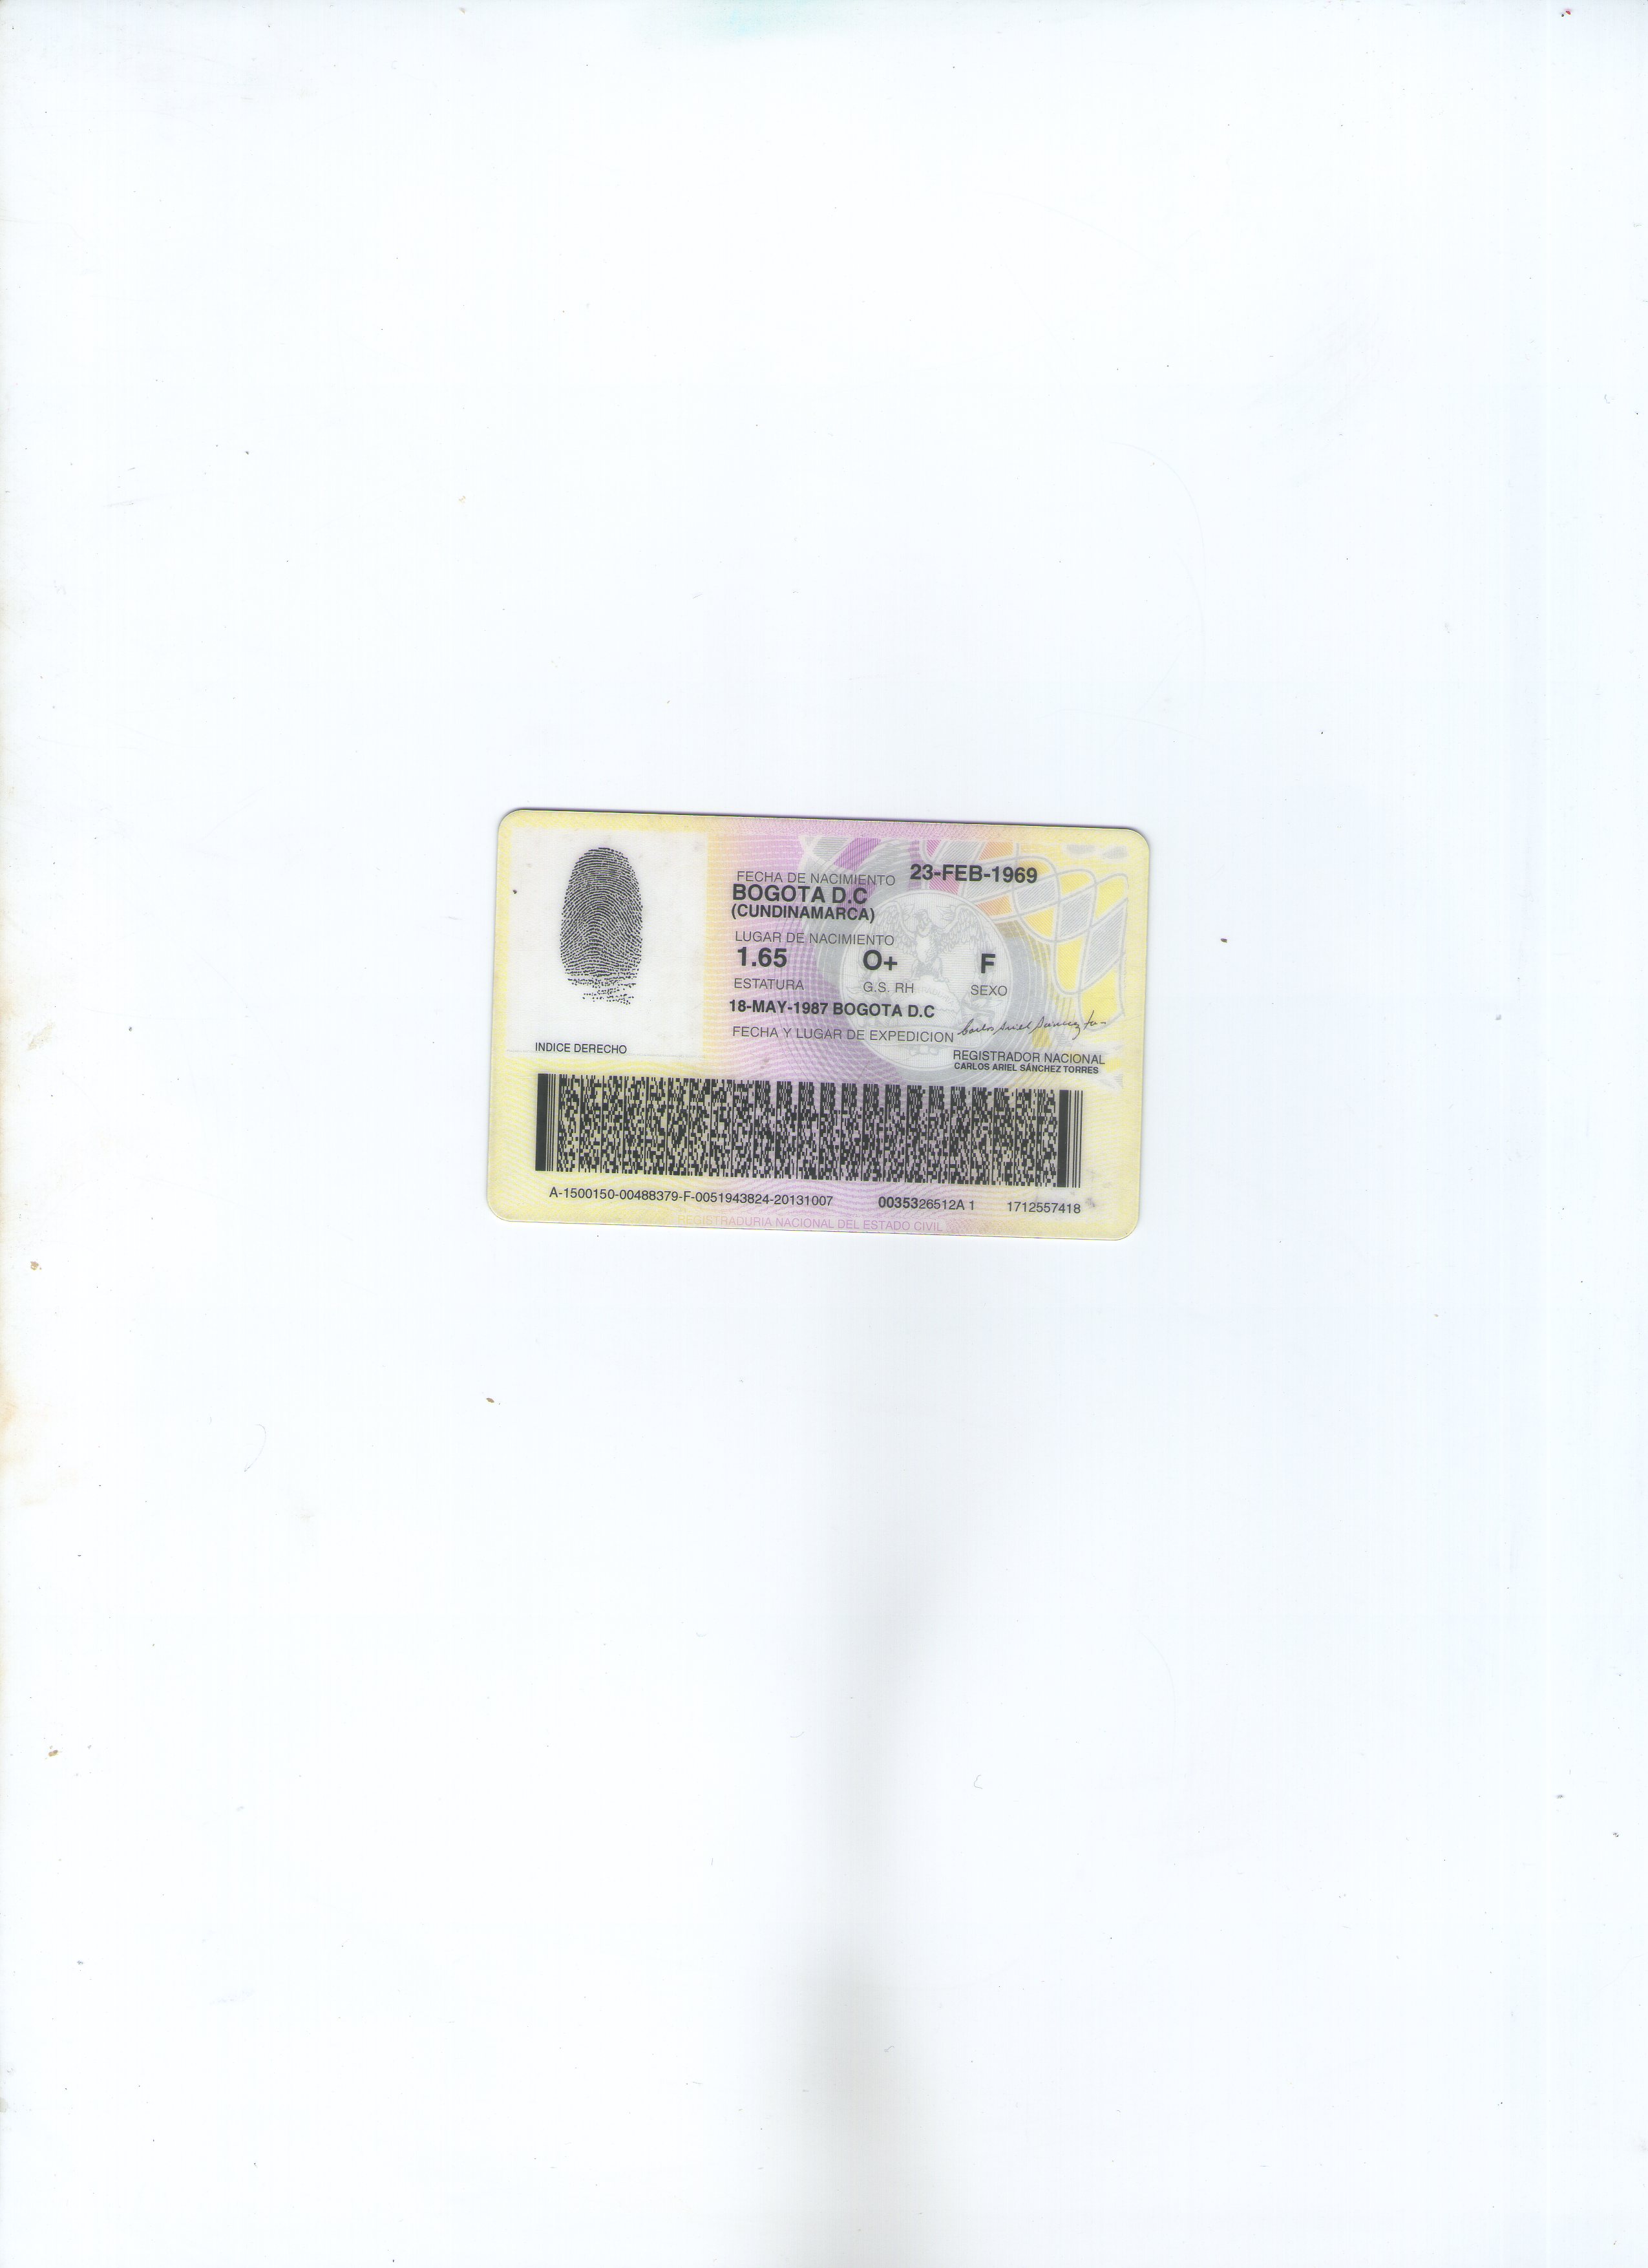 FECHA DE NACIMIENTO 23-FEB-1969
BOGOTA D.C
(CUNDINAMARCA)
LUGAR DE NACIMIENTO
1.65 O+ F
ESTATURA G.S. RH SEXO
18-MAY-1987 BOGOTA D.C
FECHA Y LUGAR DE EXPEDICION
INDICE DERECHO
REGISTRADOR NACIONAL
CARLOS ARIEL SÁNCHEZ TORRES
A-1500150-00488379-F-0051943824-20131007 0035326512A 1 1712557418
REGISTRADURIA NACIONAL DEL ESTADO CIVIL